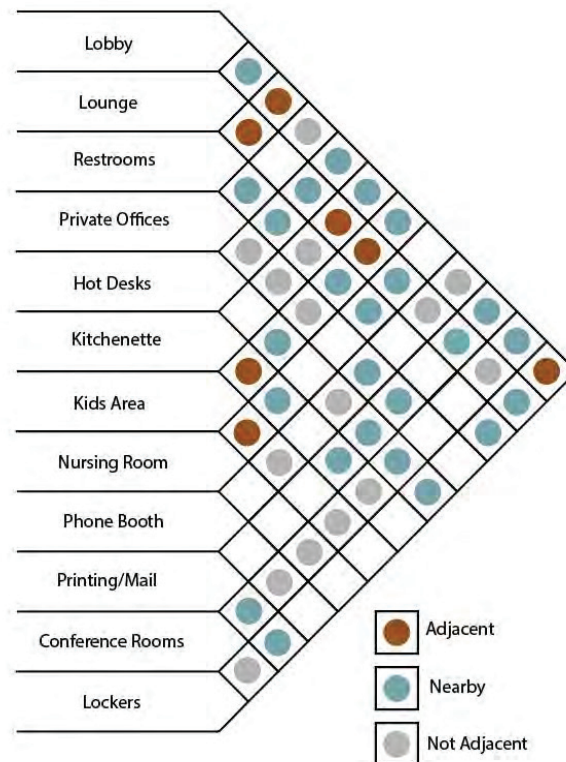 Lobby
Lounge
Restrooms
Private Offices
Hot Desks
Kitchenette
Kids Area
Nursing Room
Phone Booth
Printing/Mail
Conference Rooms
Lockers
Adjacent
Nearby
Not Adjacent